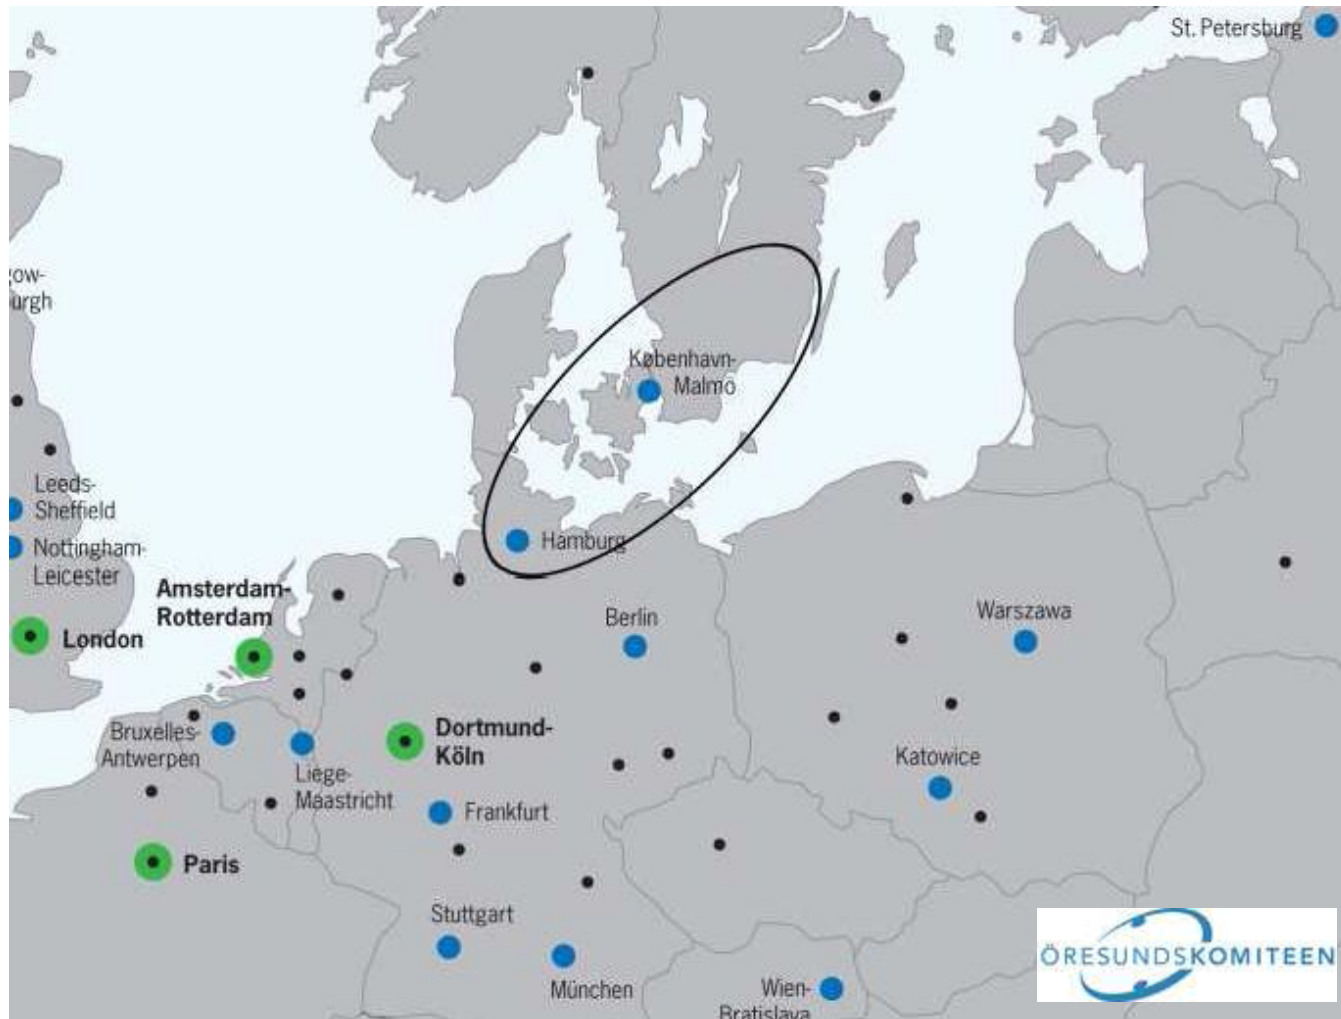 St. Petersburg
ow-
urgh
København-
Malmö
Leeds-
Sheffield
Hamburg
Nottingham-
Leicester
Amsterdam-
Rotterdam
Berlin
Warszawa
London
Bruxelles-
Antwerpen
Dortmund-
Köln
Liege-
Maastricht
Katowice
Frankfurt
Paris
Stuttgart
München
Wien-
Bratislava
ÖRESUNDSKOMITEEN